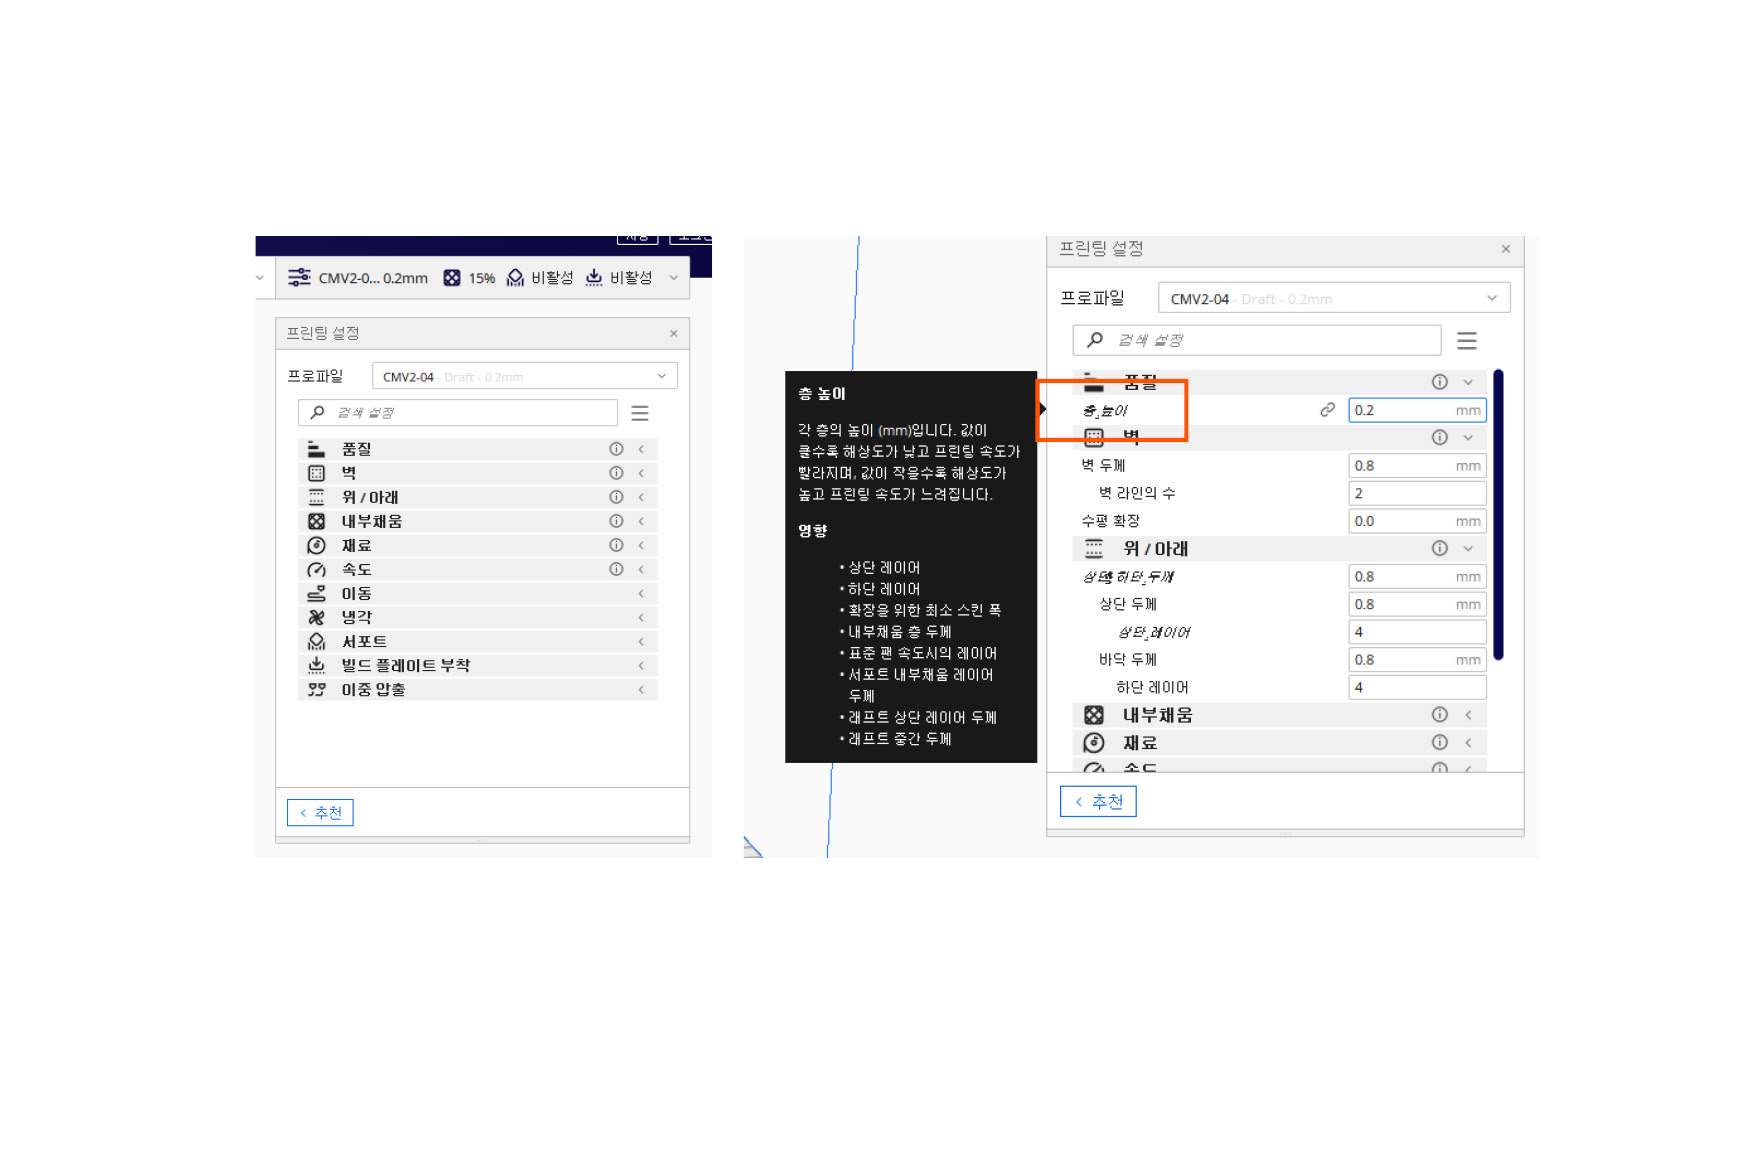 CMV2-0... 0.2mm 15% 비활성 비활성
프린팅 설정 ×
프로파일 CMV2-04 - Draft - 0.2mm
검색 설정
품질
벽
위 / 아래
내부채움
재료
속도
이동
냉각
서포트
빌드 플레이트 부착
이중 압출
추천
층 높이
각 층의 높이 (mm)입니다. 값이
클수록 해상도가 낮고 프린팅 속도가
빨라지며, 값이 작을수록 해상도가
높고 프린팅 속도가 느려집니다.
영향
• 상단 레이어
• 하단 레이어
• 확장을 위한 최소 스킨 폭
• 내부채움 층 두께
• 표준 팬 속도시의 레이어
• 서포트 내부채움 레이어
두께
• 래프트 상단 레이어 두께
• 래프트 중간 두께
프린팅 설정 ×
프로파일 CMV2-04 - Draft - 0.2mm
검색 설정
품질
층 높이 0.2 mm
벽
벽 두께 0.8 mm
벽 라인의 수 2
수평 확장 0.0 mm
위 / 아래
상단/하단 두께 0.8 mm
상단 두께 0.8 mm
상단 레이어 4
바닥 두께 0.8 mm
하단 레이어 4
내부채움
재료
속도
추천